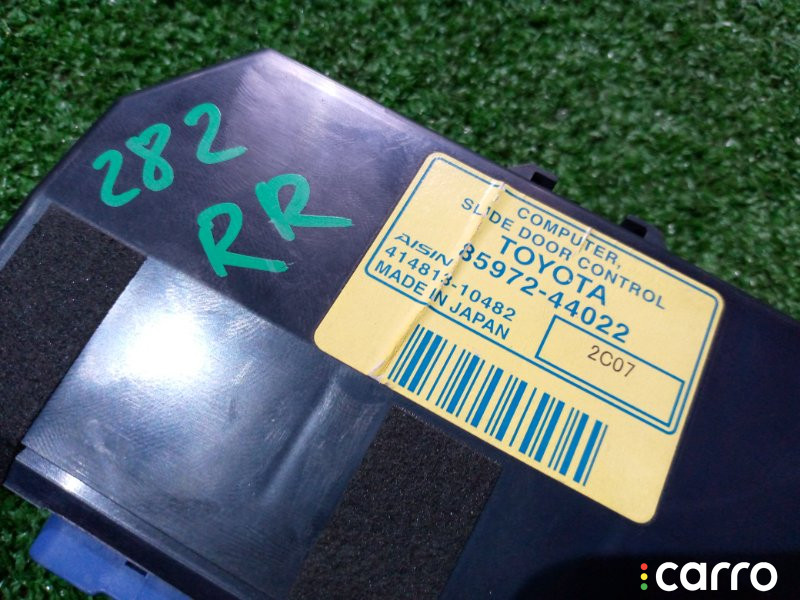 282
RR
COMPUTER,
SLIDE DOOR CONTROL
TOYOTA
85972-44022
AISIN
414813-10482
MADE IN JAPAN
2C07
carro